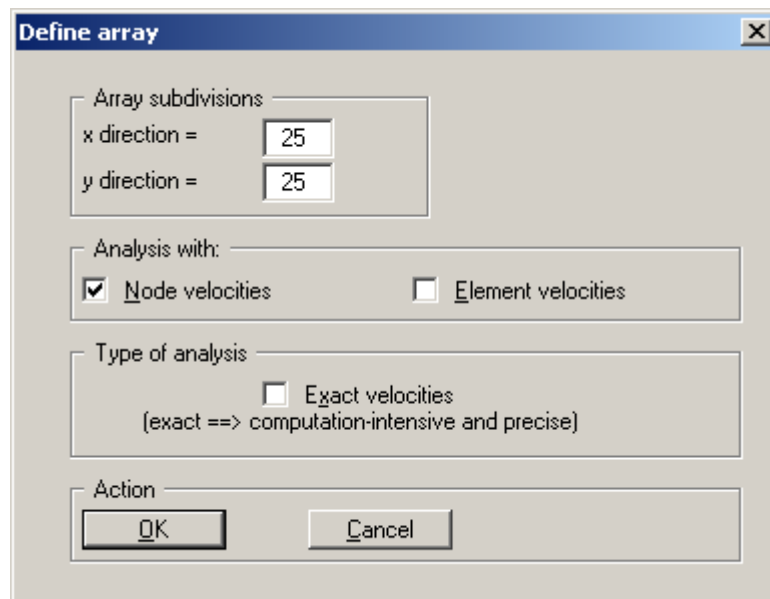 Define array
Array subdivisions
x direction = 25
y direction = 25
Analysis with:
Node velocities Element velocities
Type of analysis
Exact velocities
(exact ==> computation-intensive and precise)
Action
OK Cancel